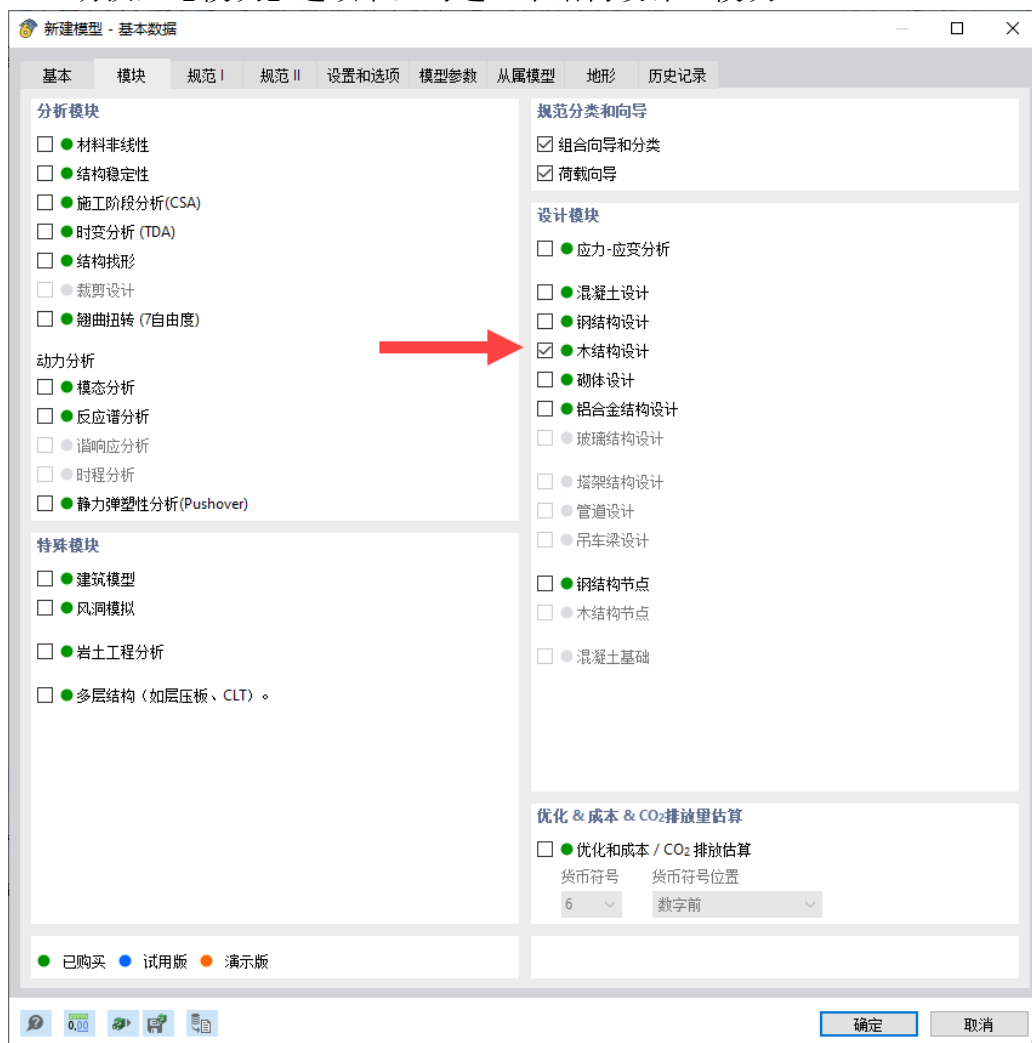 新建模型 - 基本数据
基本 模块 规范 I 规范 II 设置和选项 模型参数 从属模型 地形 历史记录
分析模块
材料非线性
结构稳定性
施工阶段分析(CSA)
时变分析 (TDA)
结构找形
裁剪设计
翘曲扭转 (7自由度)
动力分析
模态分析
反应谱分析
谐响应分析
时程分析
静力弹塑性分析(Pushover)
特殊模块
建筑模型
风洞模拟
岩土工程分析
多层结构（如层压板、CLT）。
规范分类和向导
组合向导和分类
荷载向导
设计模块
应力-应变分析
混凝土设计
钢结构设计
木结构设计
砌体设计
铝合金结构设计
玻璃结构设计
塔架结构设计
管道设计
吊车梁设计
钢结构节点
木结构节点
混凝土基础
优化 & 成本 & CO2排放量估算
优化和成本 / CO2 排放估算
货币符号 货币符号位置
6 数字前
已购买 试用版 演示版
0,00
确定 取消